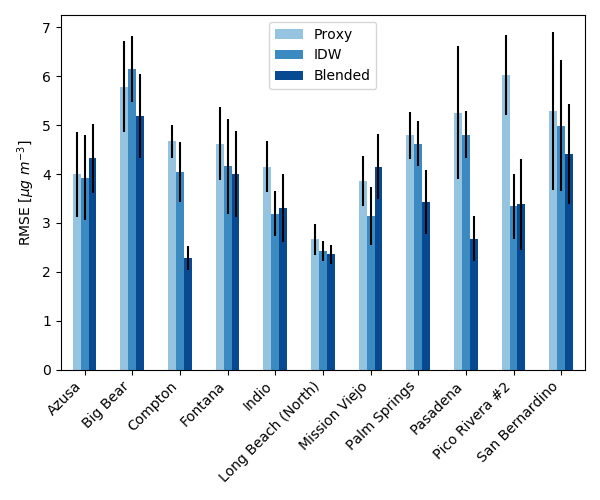 7
6
5
4
3
2
1
0
RMSE [μg m⁻³]
Proxy
IDW
Blended
Azusa
Big Bear
Compton
Fontana
Indio
Long Beach (North)
Mission Viejo
Palm Springs
Pasadena
Pico Rivera #2
San Bernardino